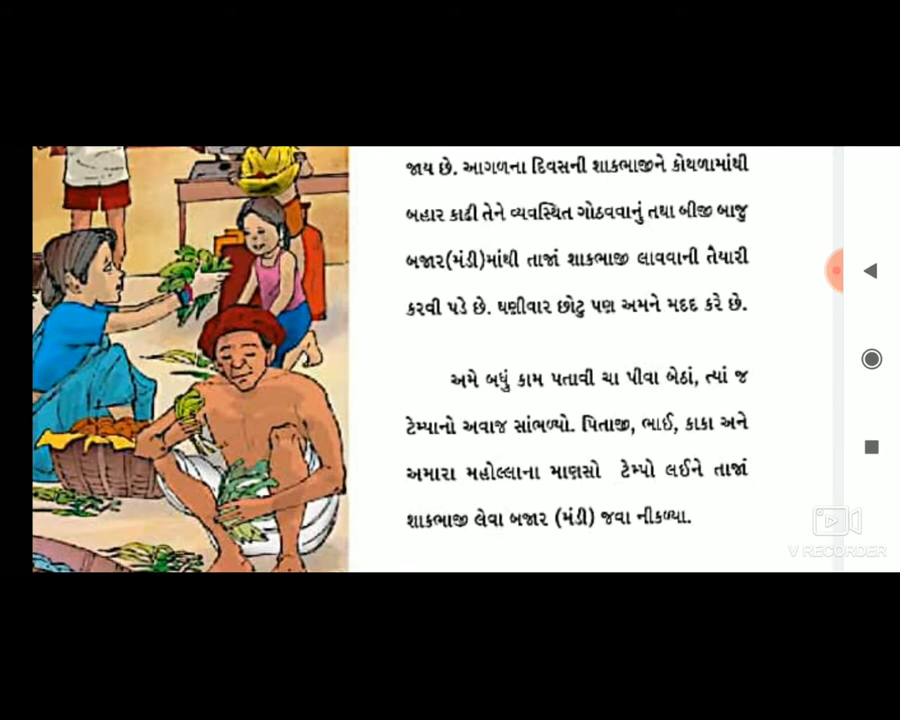 જાય છે. આગળના દિવસની શાકભાજીને કોથળામાંથી
બહાર કાઢી તેને વ્યવસ્થિત ગોઠવવાનું તથા બીજી બાજુ
બજાર(મંડી)માંથી તાજાં શાકભાજી લાવવાની તૈયારી
કરવી પડે છે. ઘણીવાર છોટુ પણ અમને મદદ કરે છે.
અમે બધું કામ પતાવી ચા પીવા બેઠાં, ત્યાં જ
ટેમ્પાનો અવાજ સાંભળ્યો. પિતાજી, ભાઈ, કાકા અને
અમારા મહોલ્લાના માણસો ટેમ્પો લઈને તાજાં
શાકભાજી લેવા બજાર (મંડી) જવા નીકળ્યા.
V RECORDER